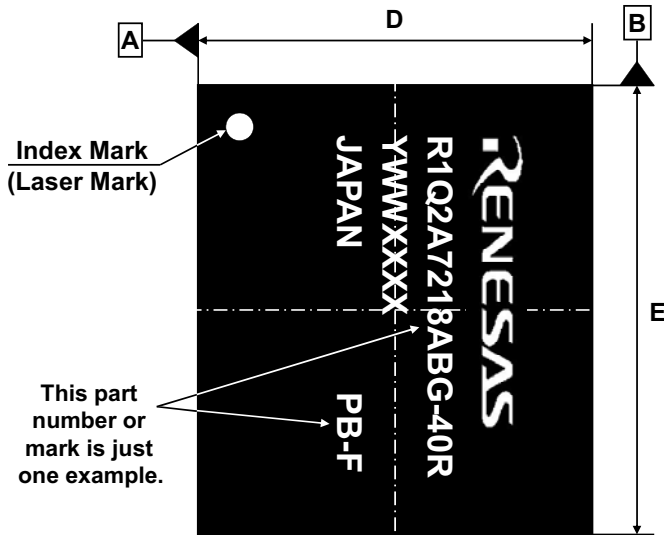 A
D
B
Index Mark
(Laser Mark)
RENESAS
R1Q2A7218ABG-40R
YWWXXXX
JAPAN
PB-F
E
This part
number or
mark is just
one example.